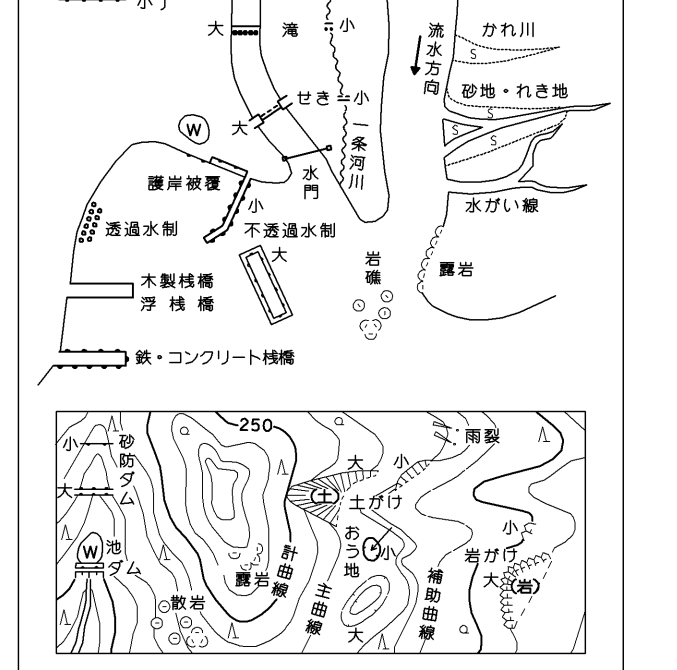 大
滝
小
流水方向
かれ川
S
せき
小
砂地・れき地
S
大
W
一条河川
S
S
水門
護岸被覆
小
水がい線
透過水制
不透過水制
大
岩礁
露岩
木製桟橋
浮桟橋
鉄・コンクリート桟橋
250
小
砂防ダム
雨裂
大
小
大
(土)
土がけ
W
池
ダム
おう地
小
小
岩がけ
大
(岩)
露岩
計曲線
主曲線
補助曲線
散岩
大